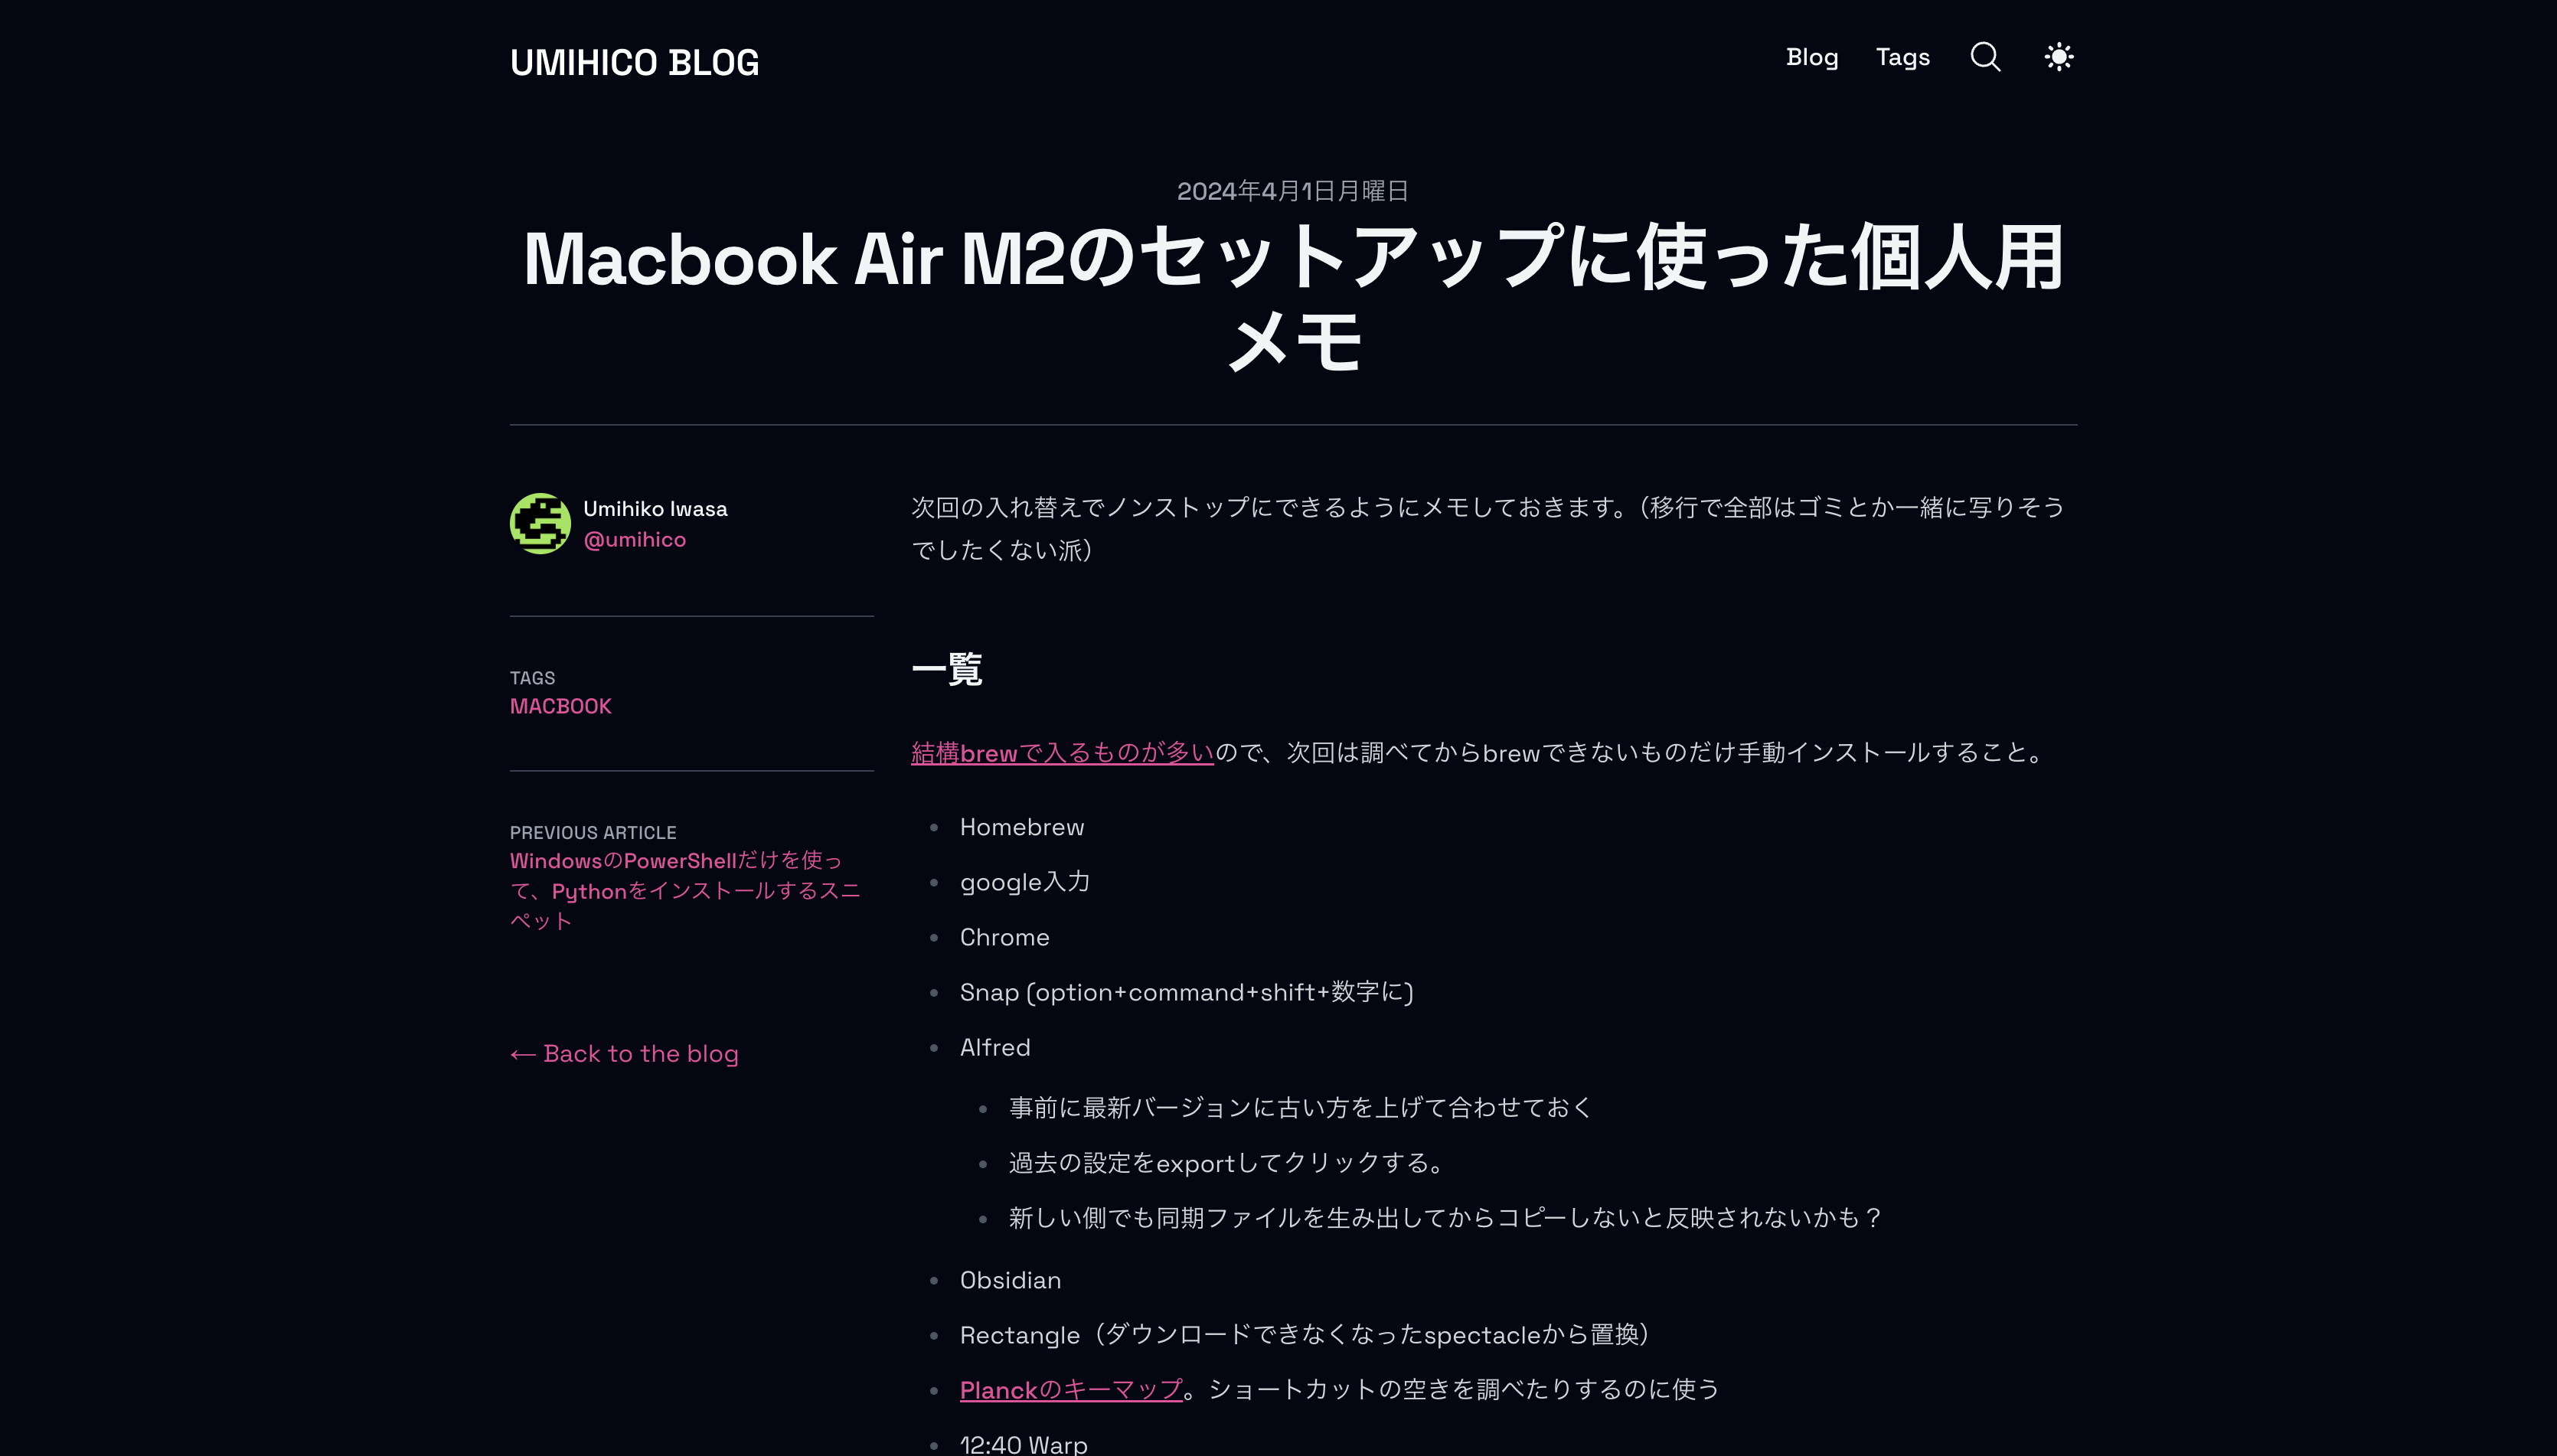 UMIHICO BLOG
Blog
Tags
2024年4月1日月曜日
Macbook Air M2のセットアップに使った個人用
メモ
Umihiko Iwasa
@umihico
TAGS
MACBOOK
PREVIOUS ARTICLE
WindowsのPowerShellだけを使っ
て、Pythonをインストールするスニ
ペット
← Back to the blog
次回の入れ替えでノンストップにできるようにメモしておきます。（移行で全部はゴミとか一緒に写りそう
でしたくない派）
一覧
結構brewで入るものが多いので、次回は調べてからbrewできないものだけ手動インストールすること。
Homebrew
google入力
Chrome
Snap (option+command+shift+数字に)
Alfred
事前に最新バージョンに古い方を上げて合わせておく
過去の設定をexportしてクリックする。
新しい側でも同期ファイルを生み出してからコピーしないと反映されないかも？
Obsidian
Rectangle（ダウンロードできなくなったspectacleから置換）
Planckのキーマップ。ショートカットの空きを調べたりするのに使う
12:40 Warp